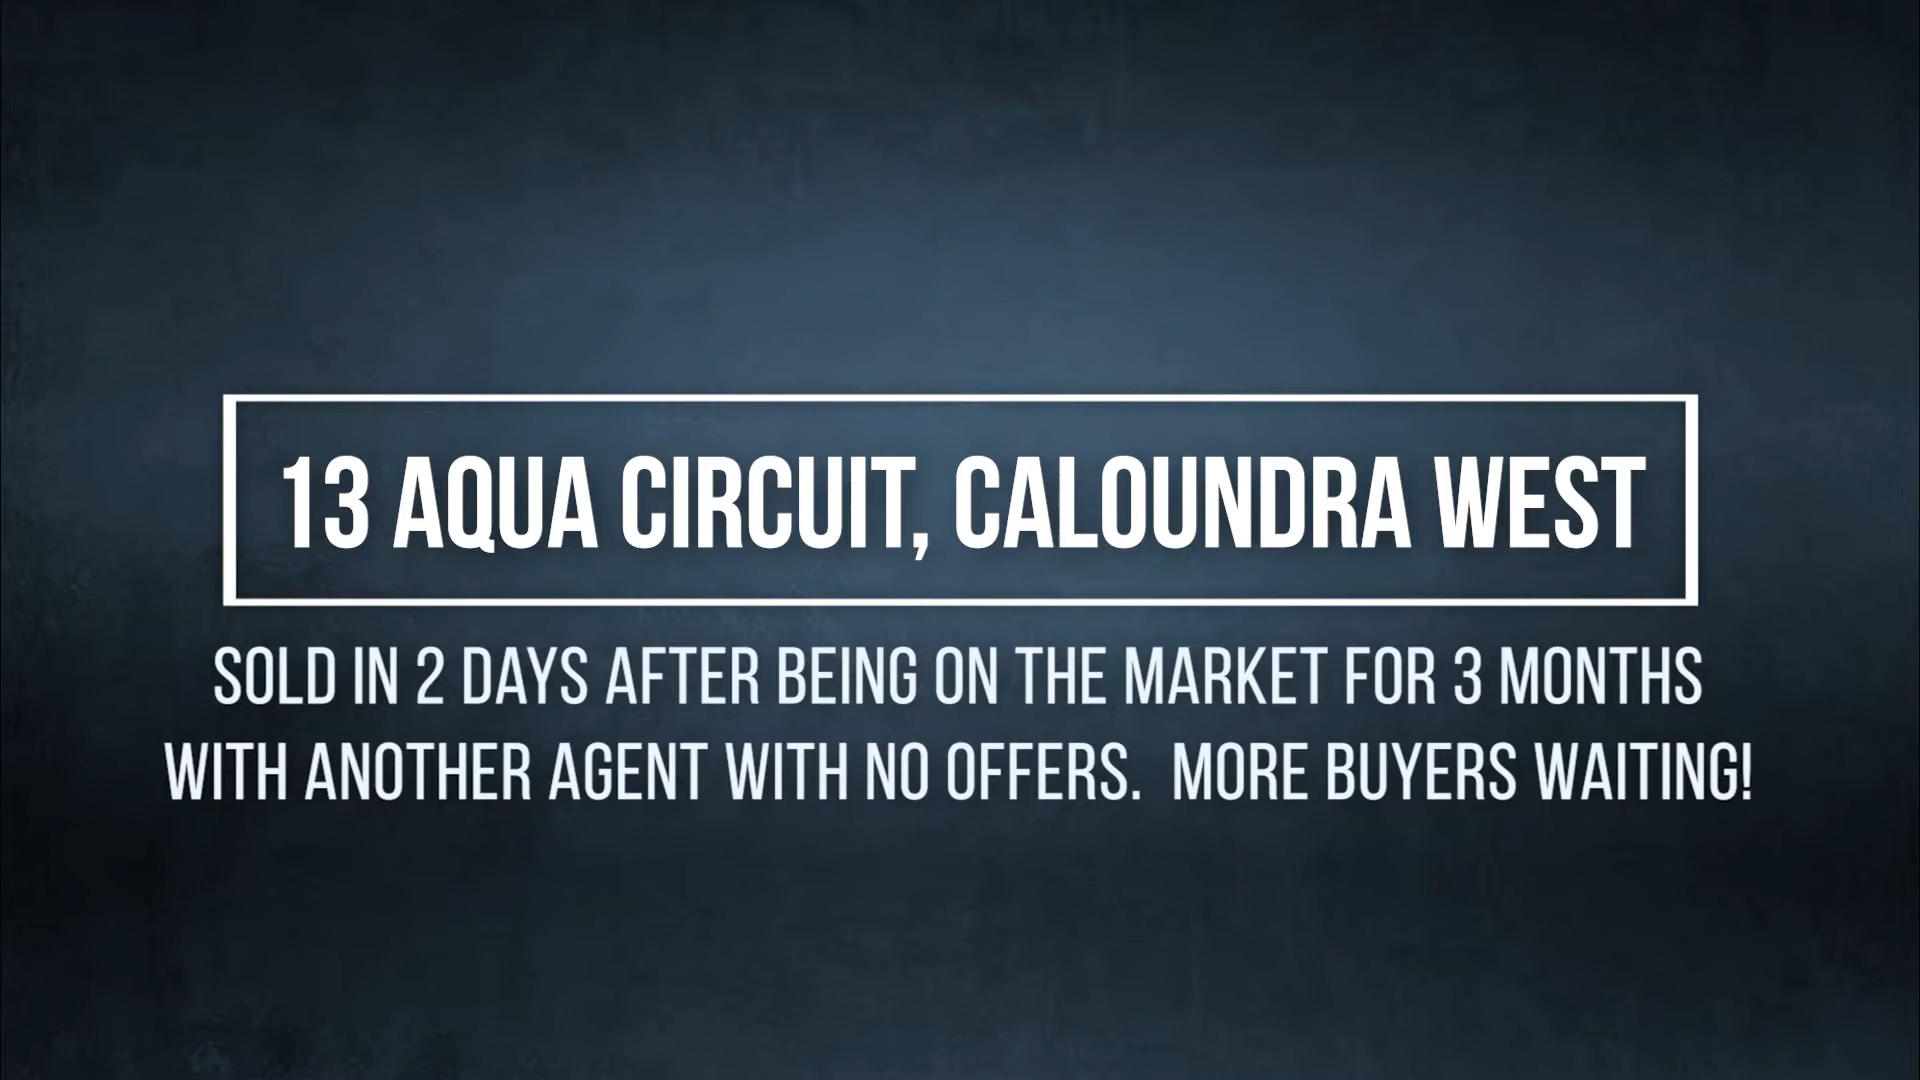 13 AQUA CIRCUIT, CALOUNDRA WEST
SOLD IN 2 DAYS AFTER BEING ON THE MARKET FOR 3 MONTHS
WITH ANOTHER AGENT WITH NO OFFERS.  MORE BUYERS WAITING!